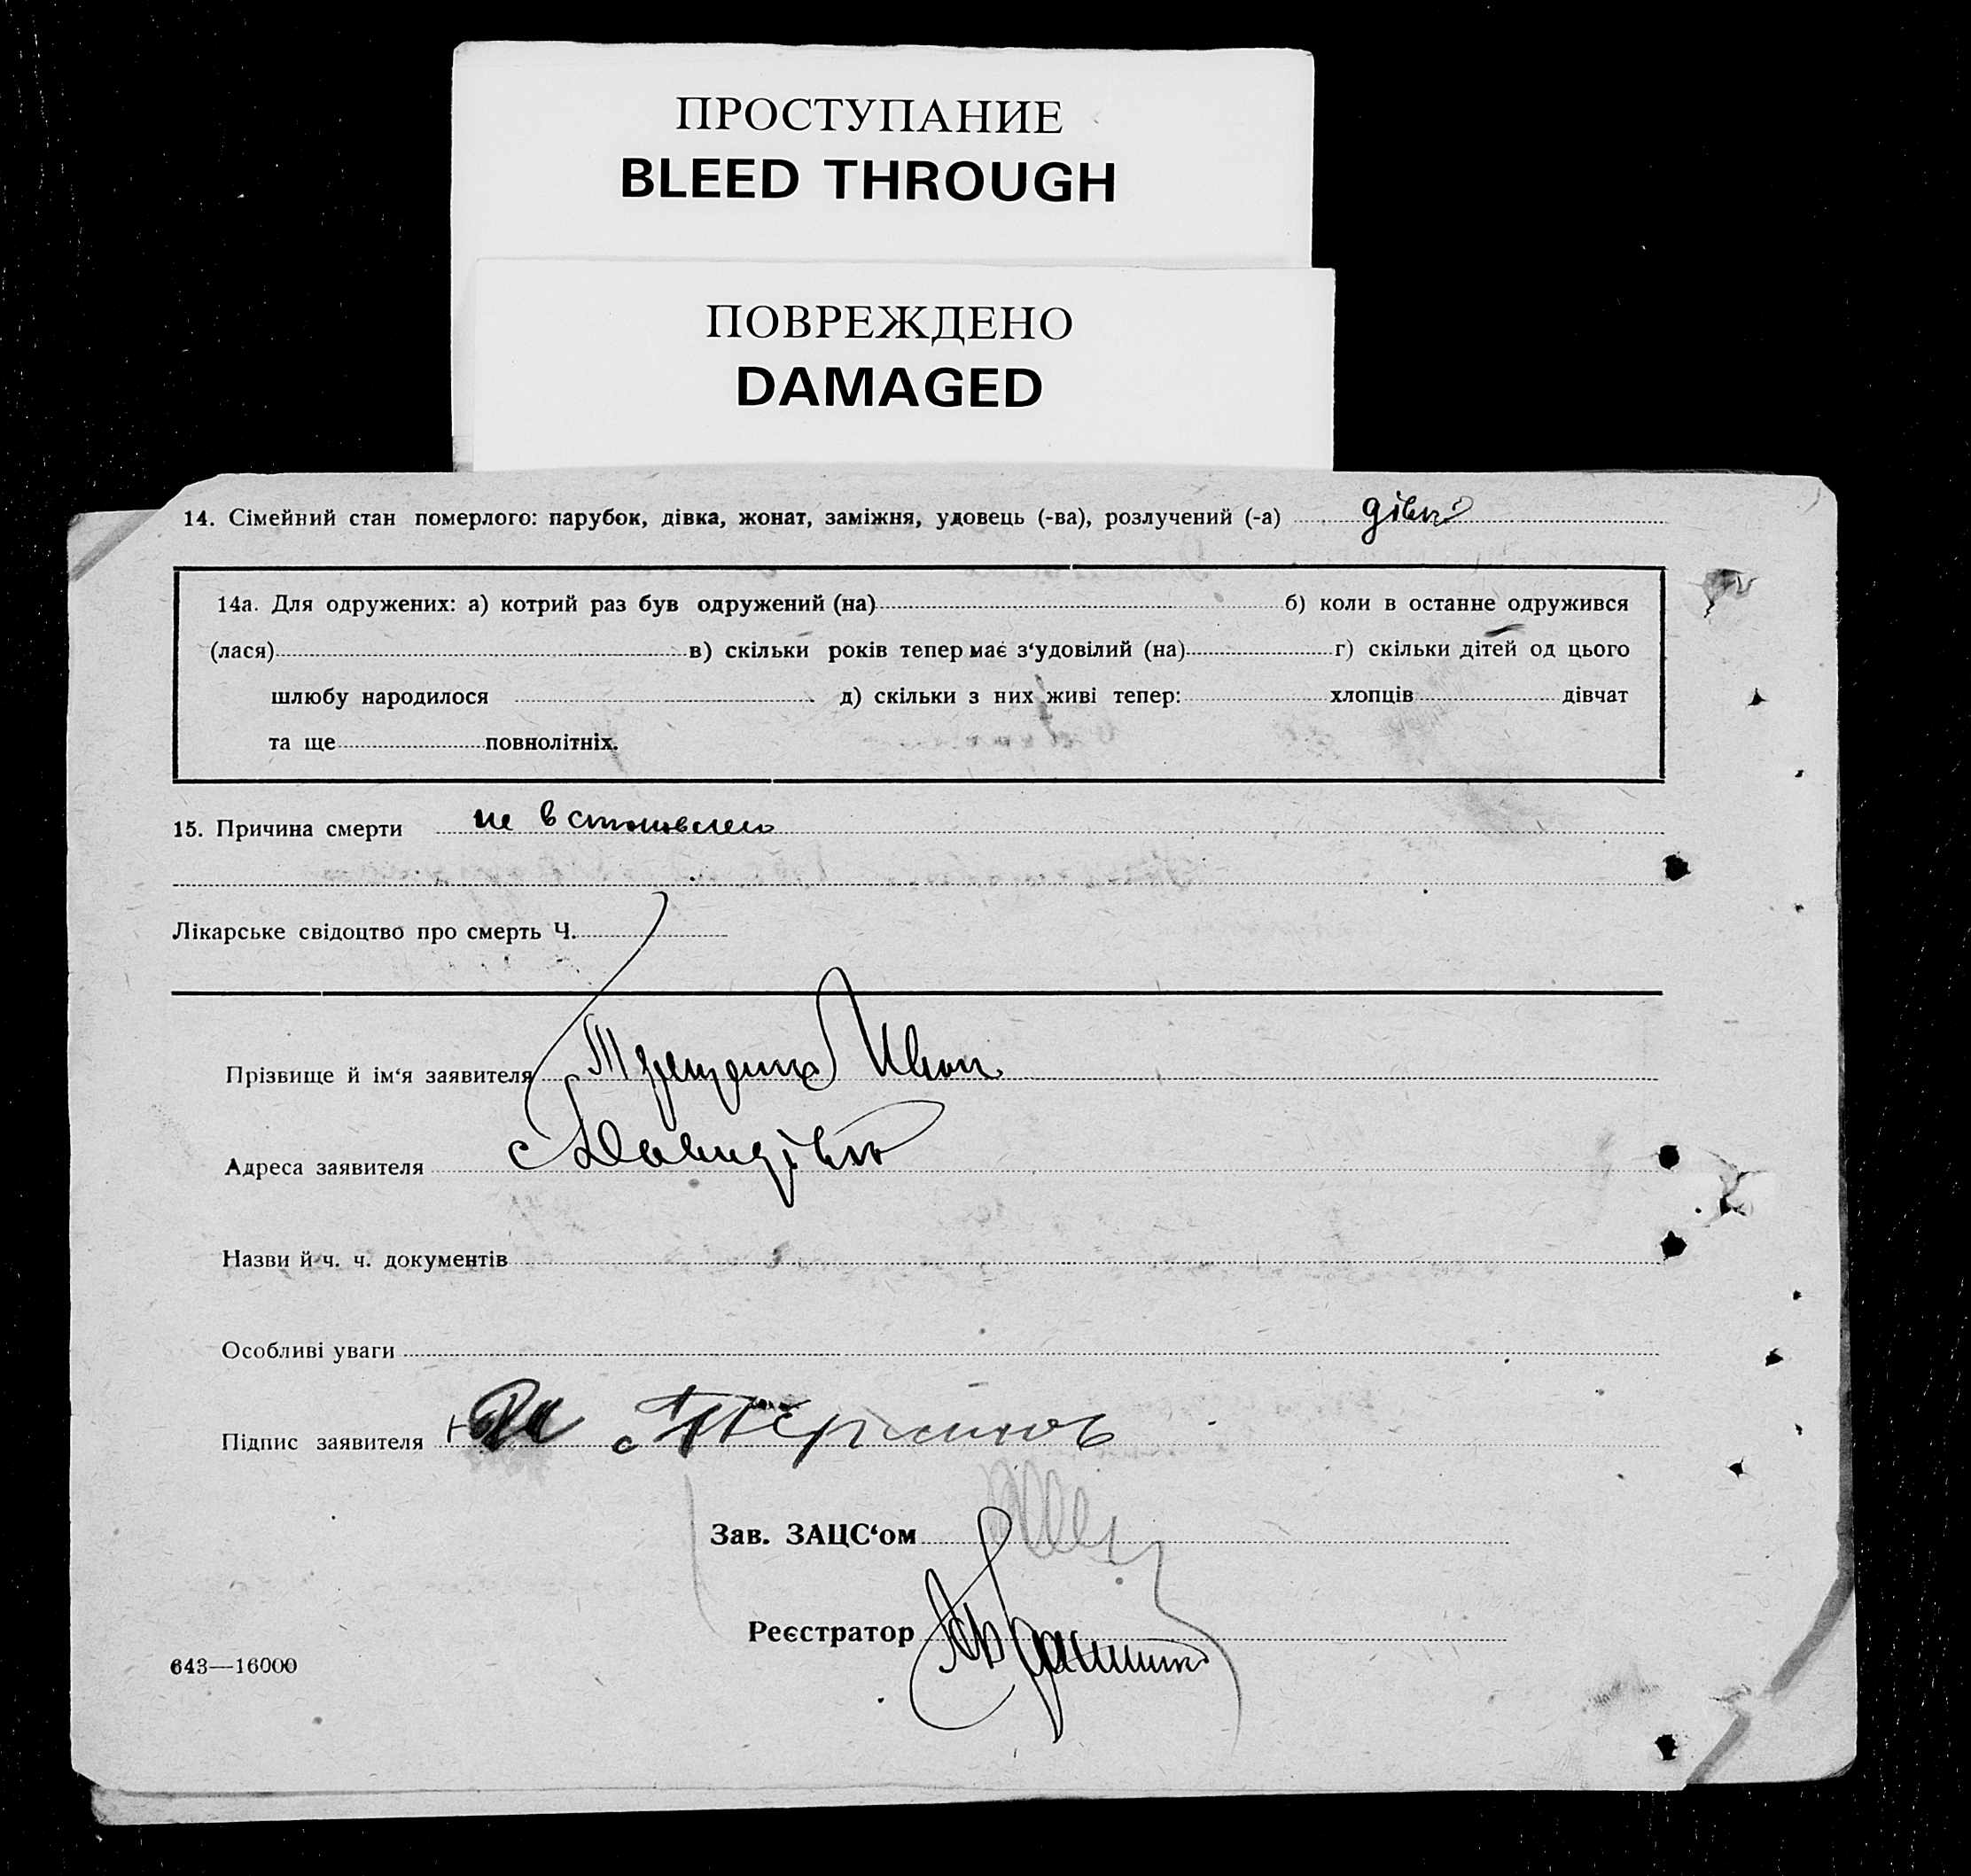 ПРОСТУПАНИЕ
BLEED THROUGH
ПОВРЕЖДЕНО
DAMAGED
14. Сімейний стан померлого: парубок, дівка, жонат, заміжня, удовець (-ва), розлучений (-а) дівка
14а. Для одружених: а) котрий раз був одружений (на) б) коли в останнє одружився
(лася) в) скільки років тепер має з‘удовілий (на) г) скільки дітей од цього
шлюбу народилося д) скільки з них живі тепер: хлопців дівчат
та ще повнолітніх.
15. Причина смерти не встановлено
Лікарське свідоцтво про смерть Ч.
Прізвище й ім‘я заявителя Іван
Адреса заявителя с Давидівка
Назви й ч. ч. документів
Особливі уваги
Підпис заявителя
Зав. ЗАЦС‘ом
Реєстратор
643—16000